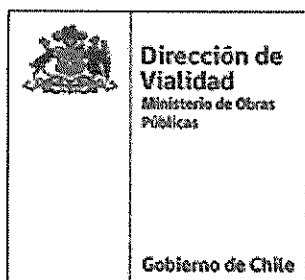 Dirección de
Vialidad
Ministerio de Obras
Públicas
Gobierno de Chile